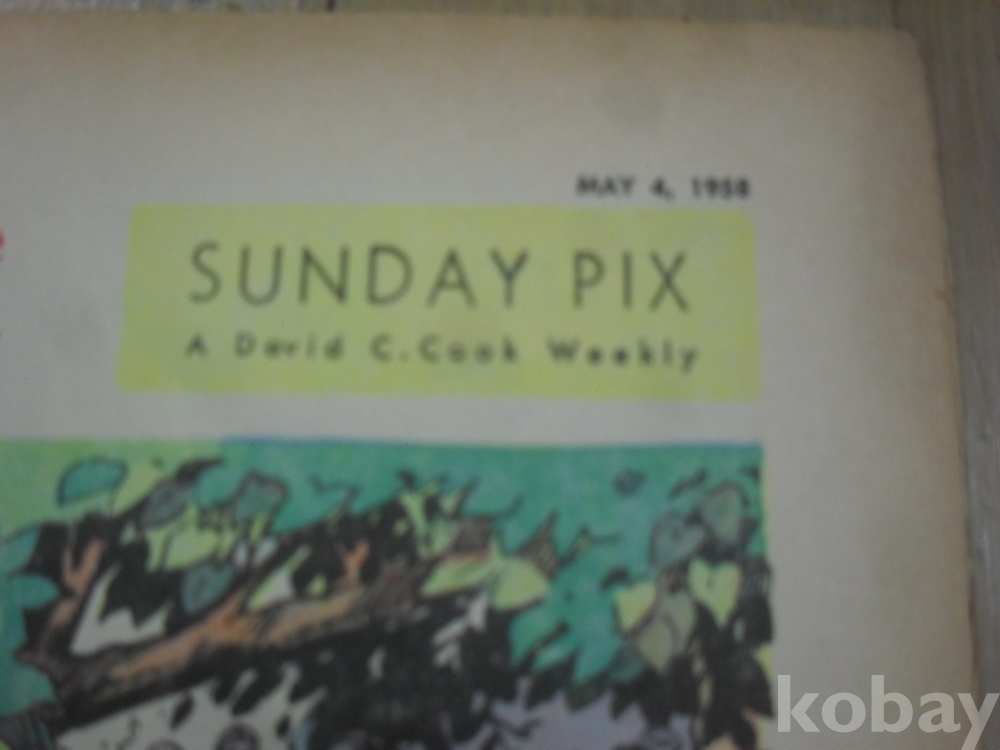 MAY 4, 1958
SUNDAY PIX
A David C. Cook Weekly
kobay